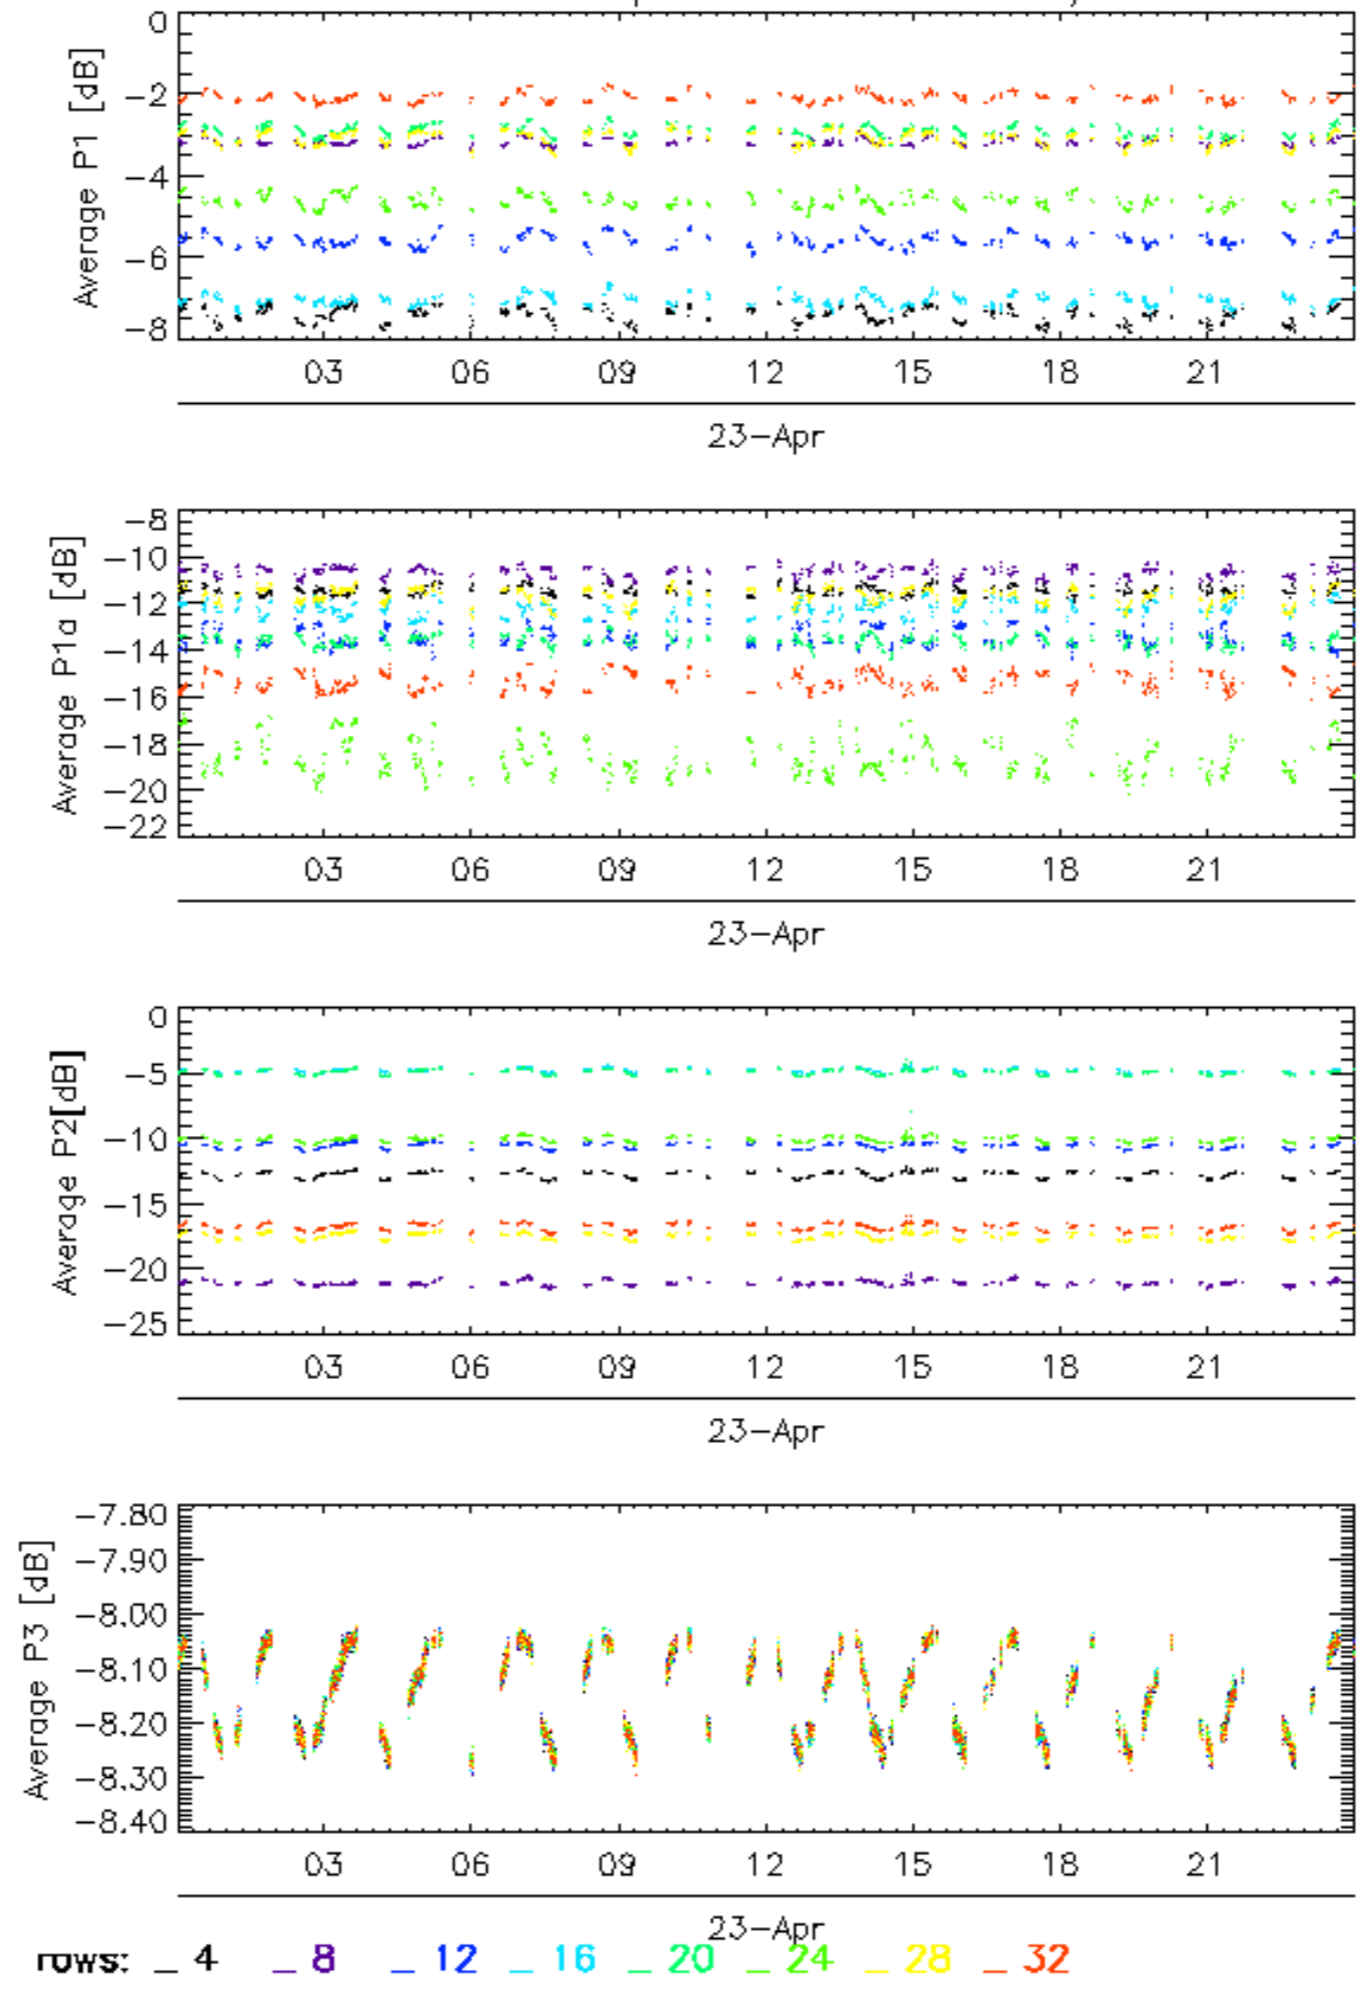 0
-2
-4
-6
-8
Average P1 [dB]
03 06 09 12 15 18 21
23-Apr
-8
-10
-12
-14
-16
-18
-20
-22
Average P1a [dB]
03 06 09 12 15 18 21
23-Apr
0
-5
-10
-15
-20
-25
Average P2[dB]
03 06 09 12 15 18 21
23-Apr
-7.80
-7.90
-8.00
-8.10
-8.20
-8.30
-8.40
Average P3 [dB]
03 06 09 12 15 18 21
23-Apr
rows: _ 4 _ 8 _ 12 _ 16 _ 20 _ 24 _ 28 _ 32